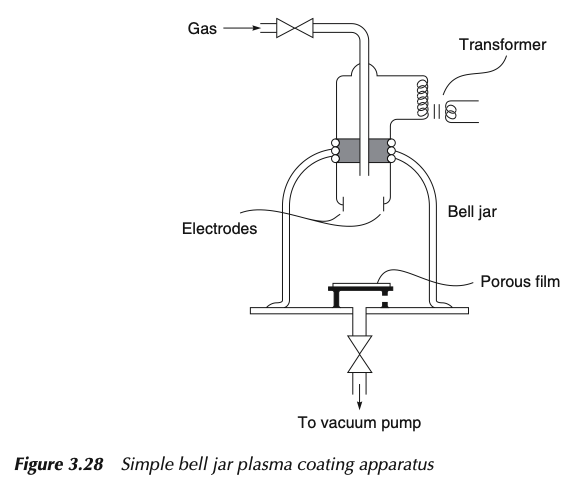 Gas
Transformer
Bell jar
Electrodes
Porous film
To vacuum pump
Figure 3.28 Simple bell jar plasma coating apparatus